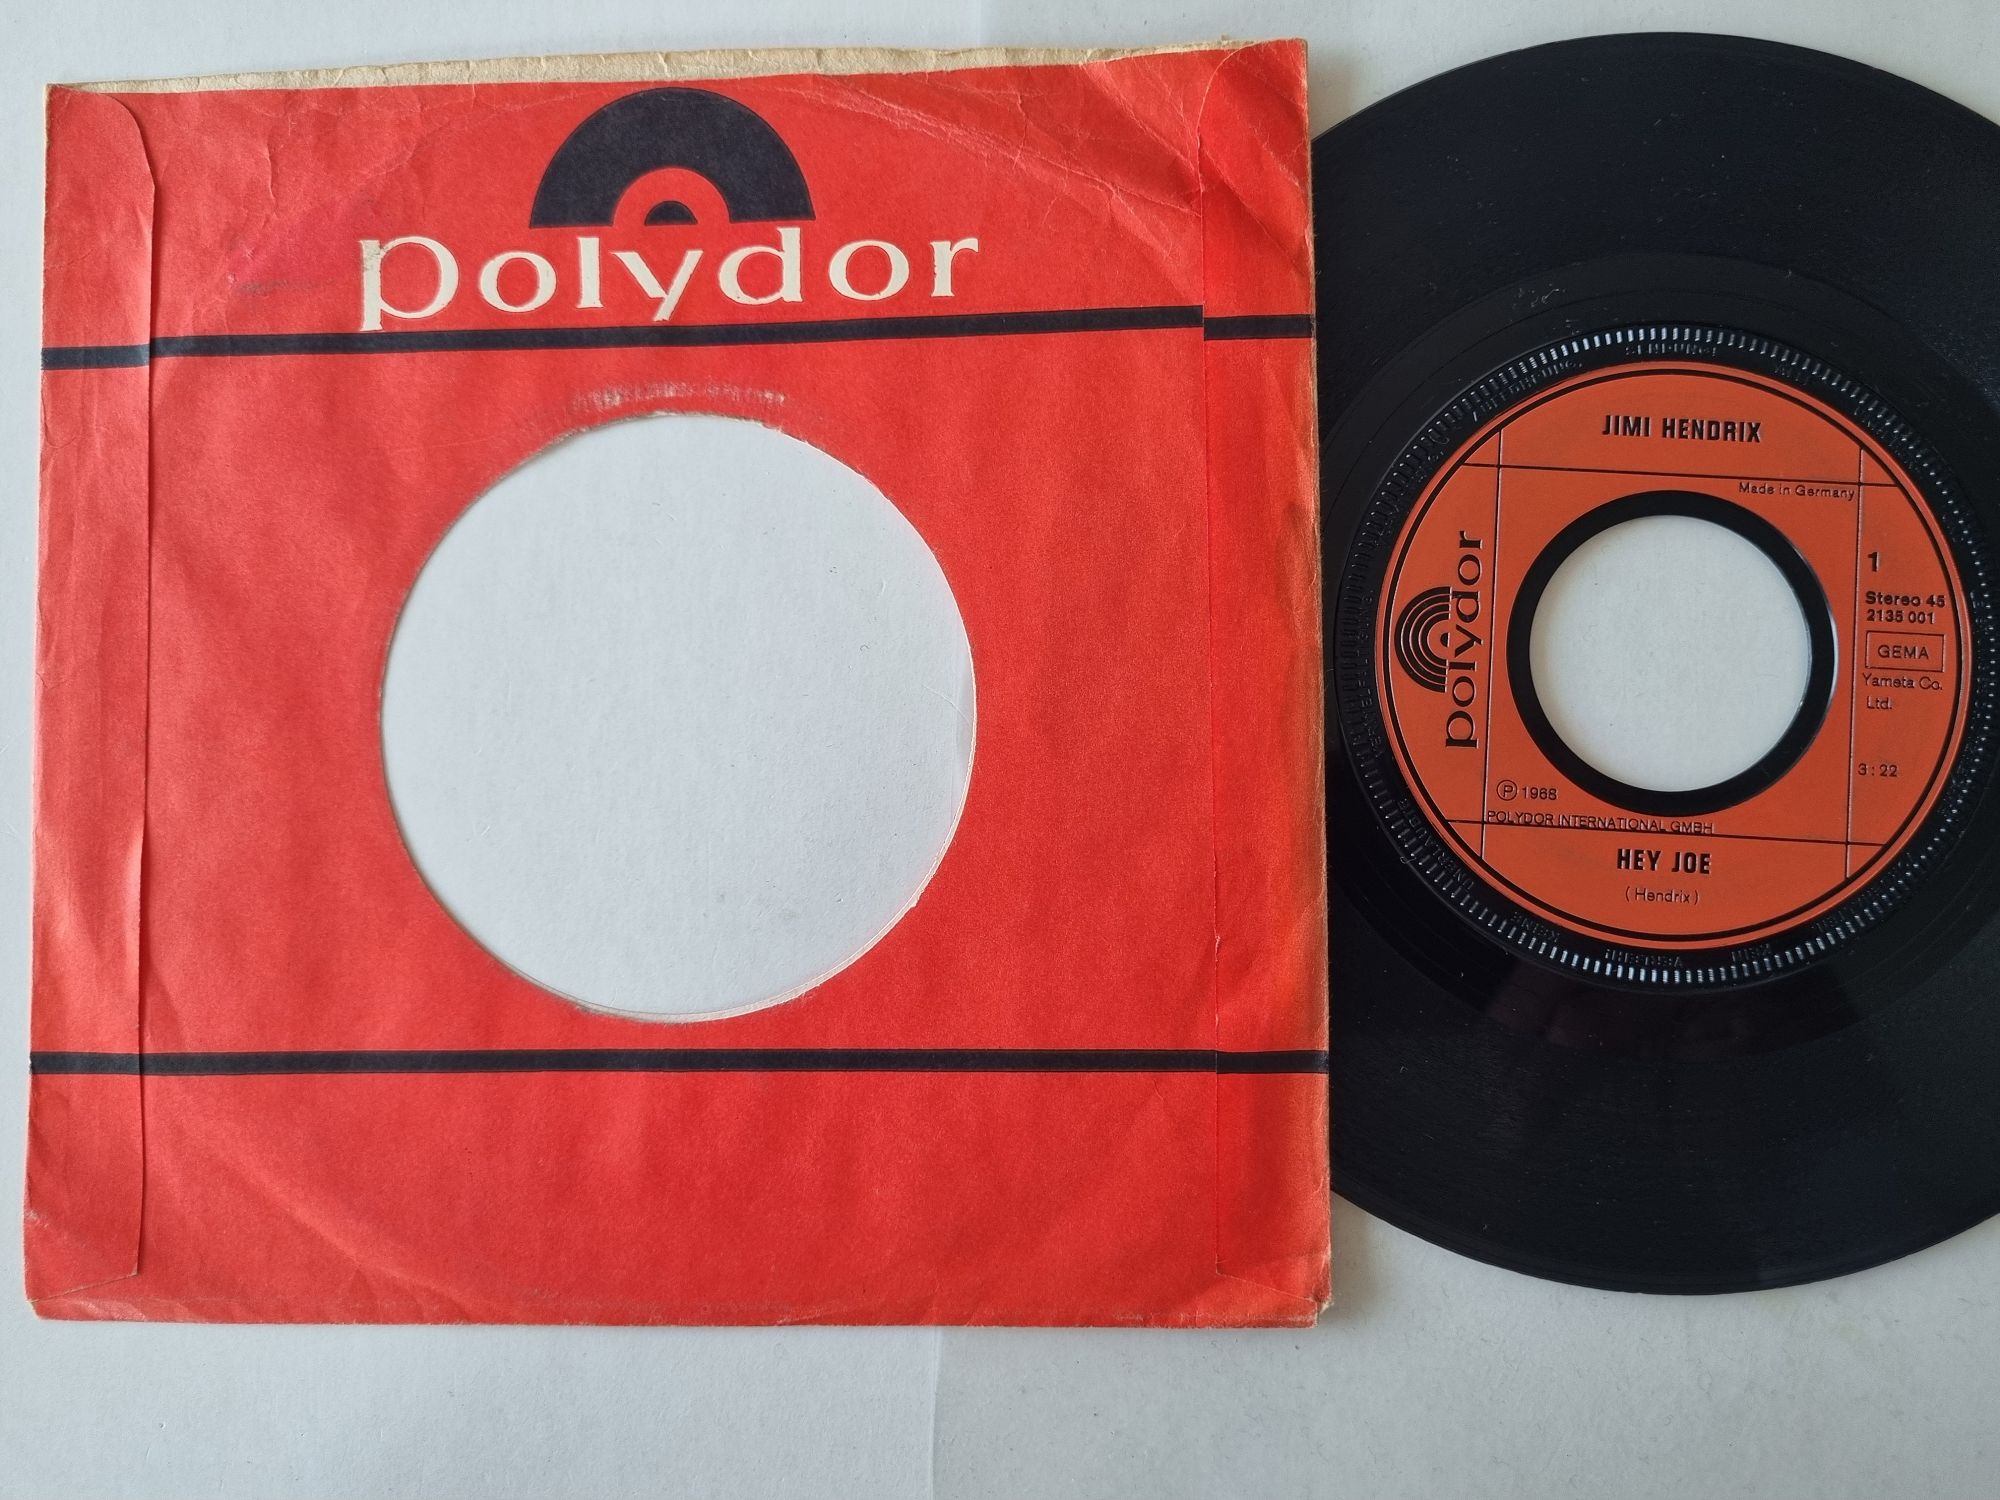 polydor
JIMI HENDRIX
Made in Germany
polydor
1
Stereo 45
2135 001
GEMA
Yameta Co.
Ltd.
3:22
Ⓟ 1968
POLYDOR INTERNATIONAL GMBH
HEY JOE
(Hendrix)